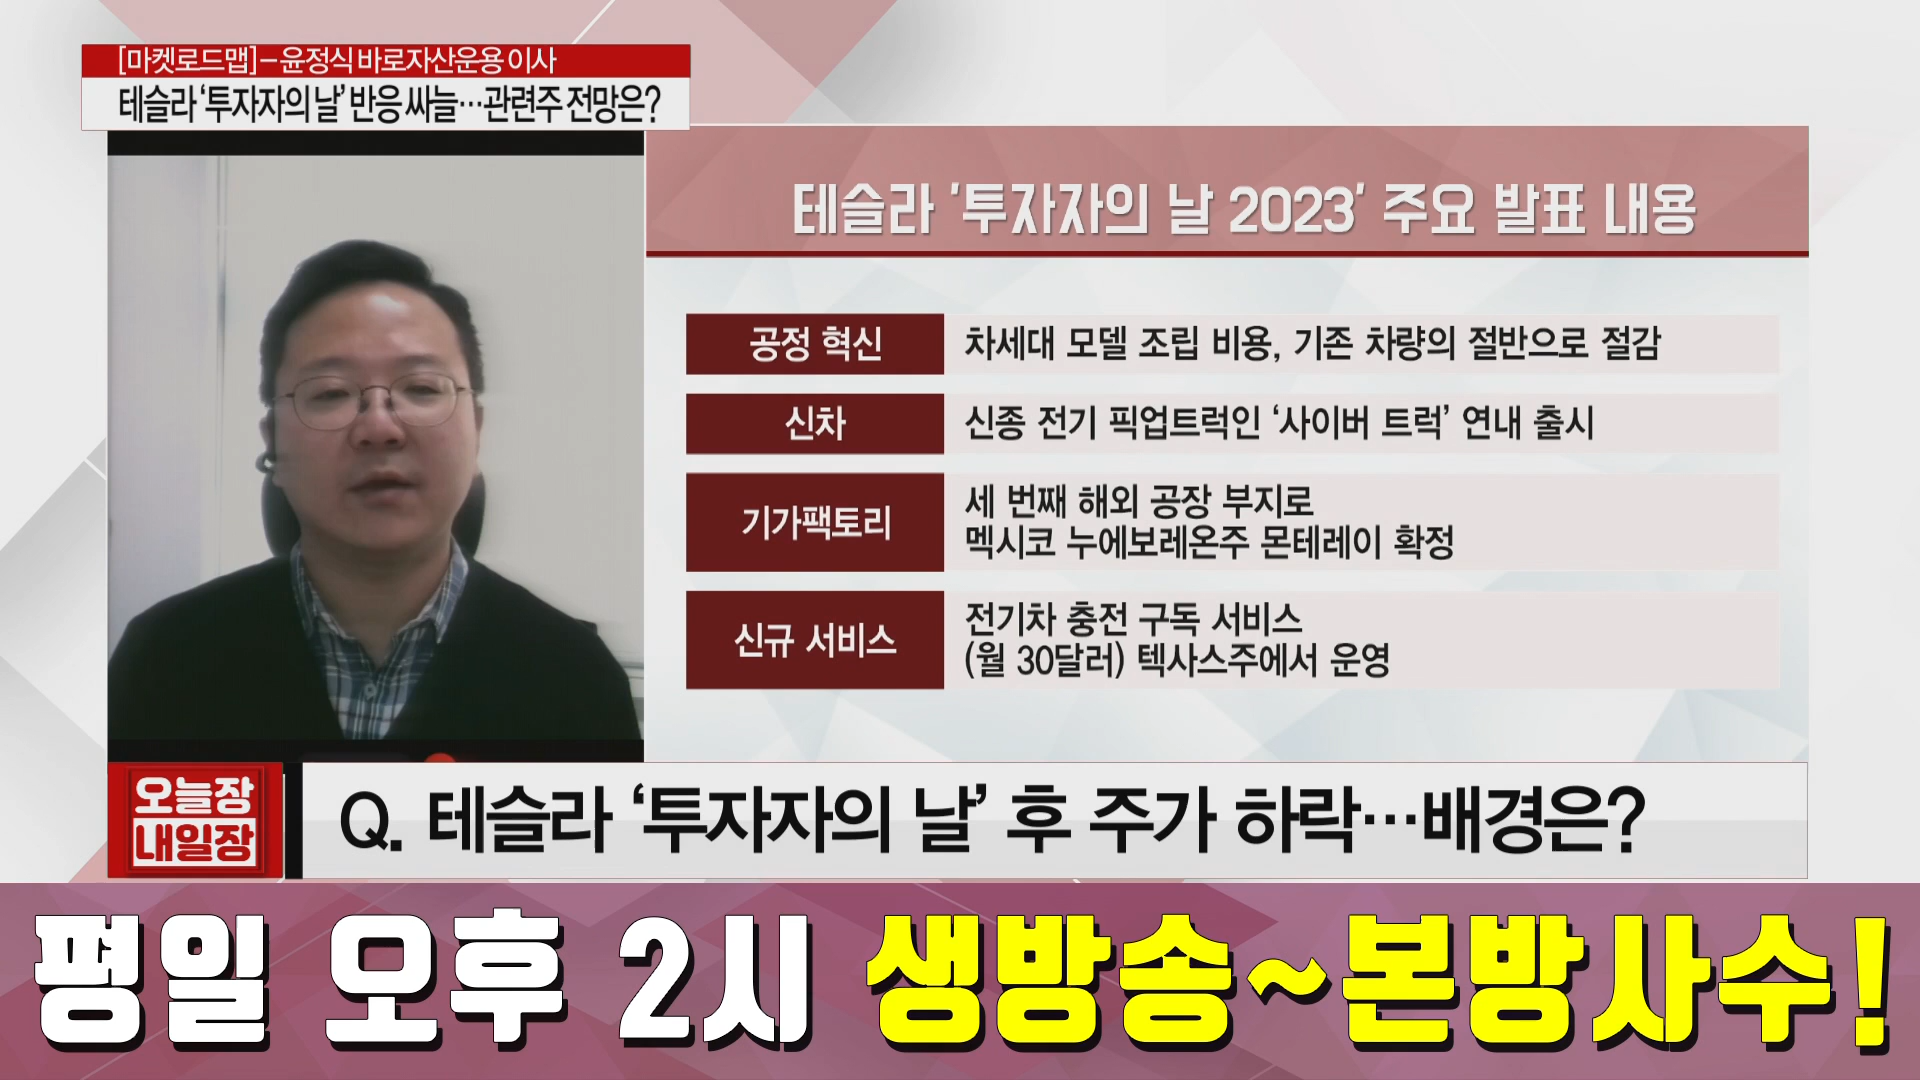 [마켓로드맵] - 윤정식 바로자산운용 이사
테슬라 ‘투자자의 날’ 반응 싸늘…관련주 전망은?
테슬라 '투자자의 날 2023' 주요 발표 내용
공정 혁신
차세대 모델 조립 비용, 기존 차량의 절반으로 절감
신차
신종 전기 픽업트럭인 ‘사이버 트럭’ 연내 출시
기가팩토리
세 번째 해외 공장 부지로
멕시코 누에보레온주 몬테레이 확정
신규 서비스
전기차 충전 구독 서비스
(월 30달러) 텍사스주에서 운영
오늘장
내일장
Q. 테슬라 ‘투자자의 날’ 후 주가 하락…배경은?
평일 오후 2시 생방송~본방사수!